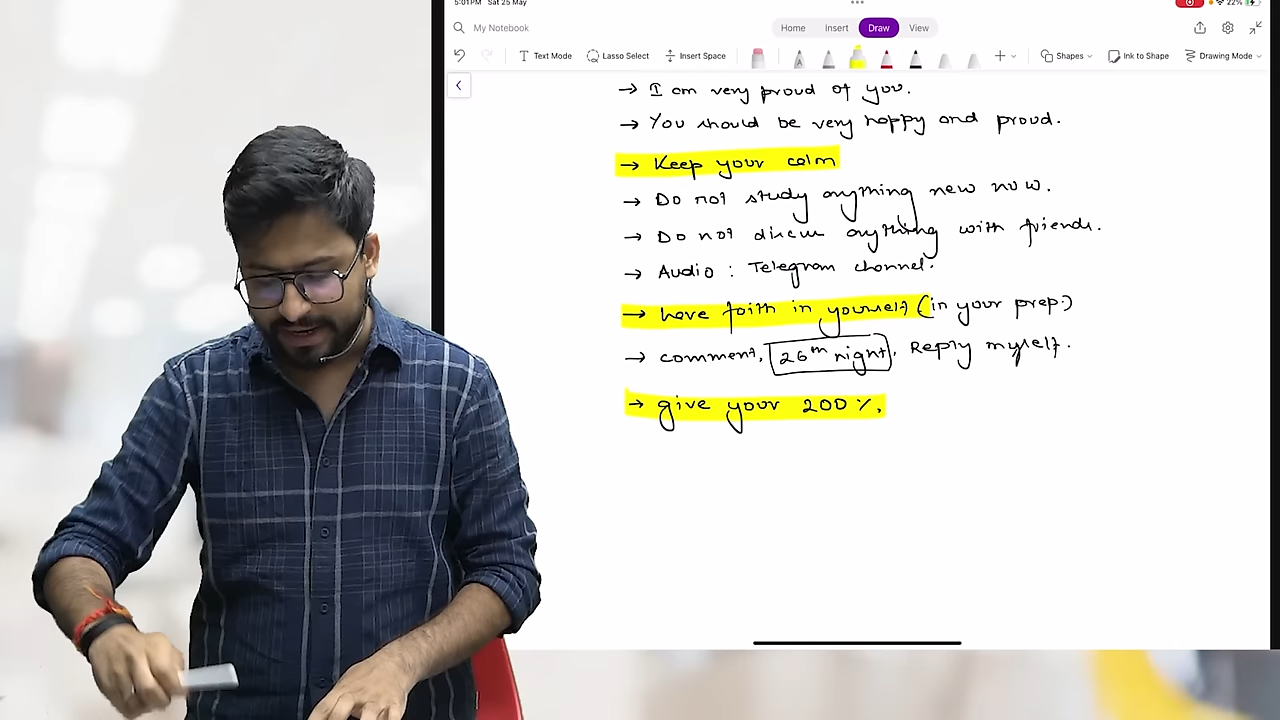 5:01PM Sat 25 May
22%
My Notebook
Home Insert Draw View
Text Mode Lasso Select Insert Space Shapes Ink to Shape Drawing Mode
→ I am very proud of you.
→ You should be very happy and proud.
→ Keep your calm
→ Do not study anything new now.
→ Do not discuss anything with friends.
→ Audio : Telegram channel.
→ have faith in yourself (in your prep.)
→ comment, 26th night, Reply myself.
→ give your 200%.